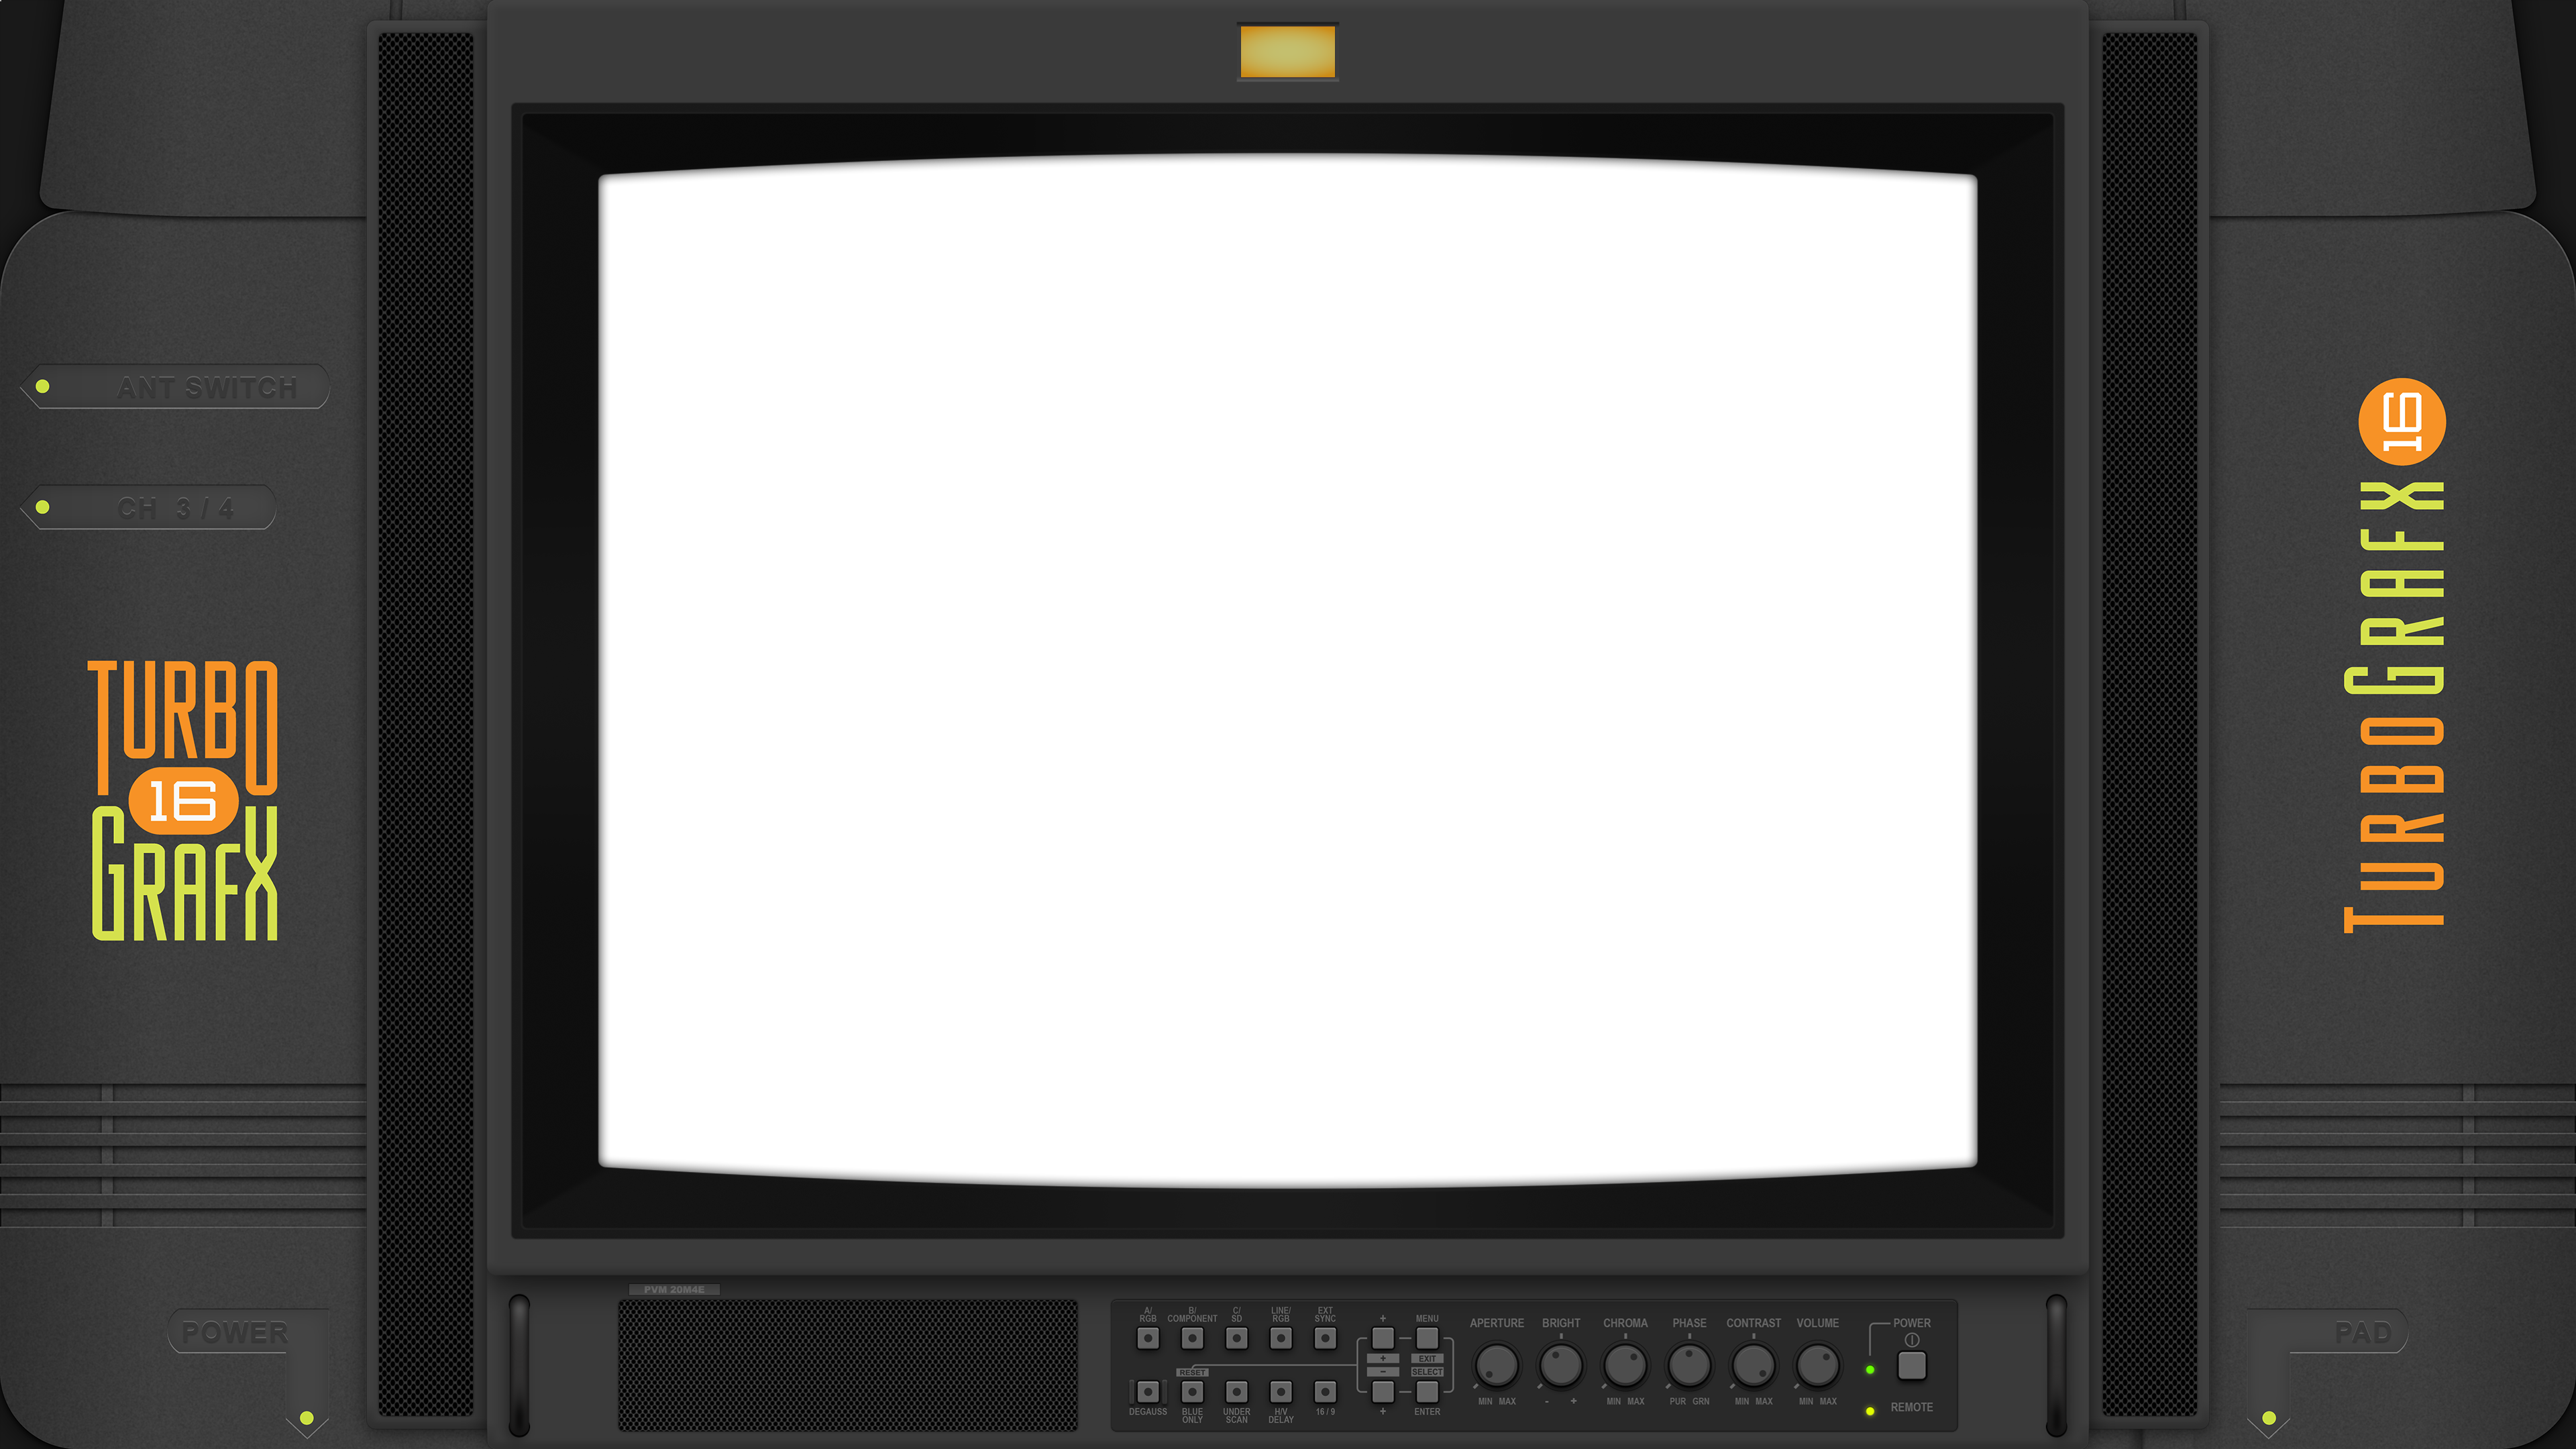 ANT SWITCH
CH 3 / 4
TURBO
16
GRAFX
POWER
TURBOGRAFX 16
PAD
PVM 20M4E
A/ RGB
B/ COMPONENT
C/ SD
LINE/ RGB
EXT SYNC
+
MENU
+
EXIT
RESET
−
SELECT
DEGAUSS
BLUE ONLY
UNDER SCAN
H/V DELAY
16 / 9
+
ENTER
APERTURE
BRIGHT
CHROMA
PHASE
CONTRAST
VOLUME
MIN MAX
- +
MIN MAX
PUR GRN
MIN MAX
MIN MAX
POWER
REMOTE